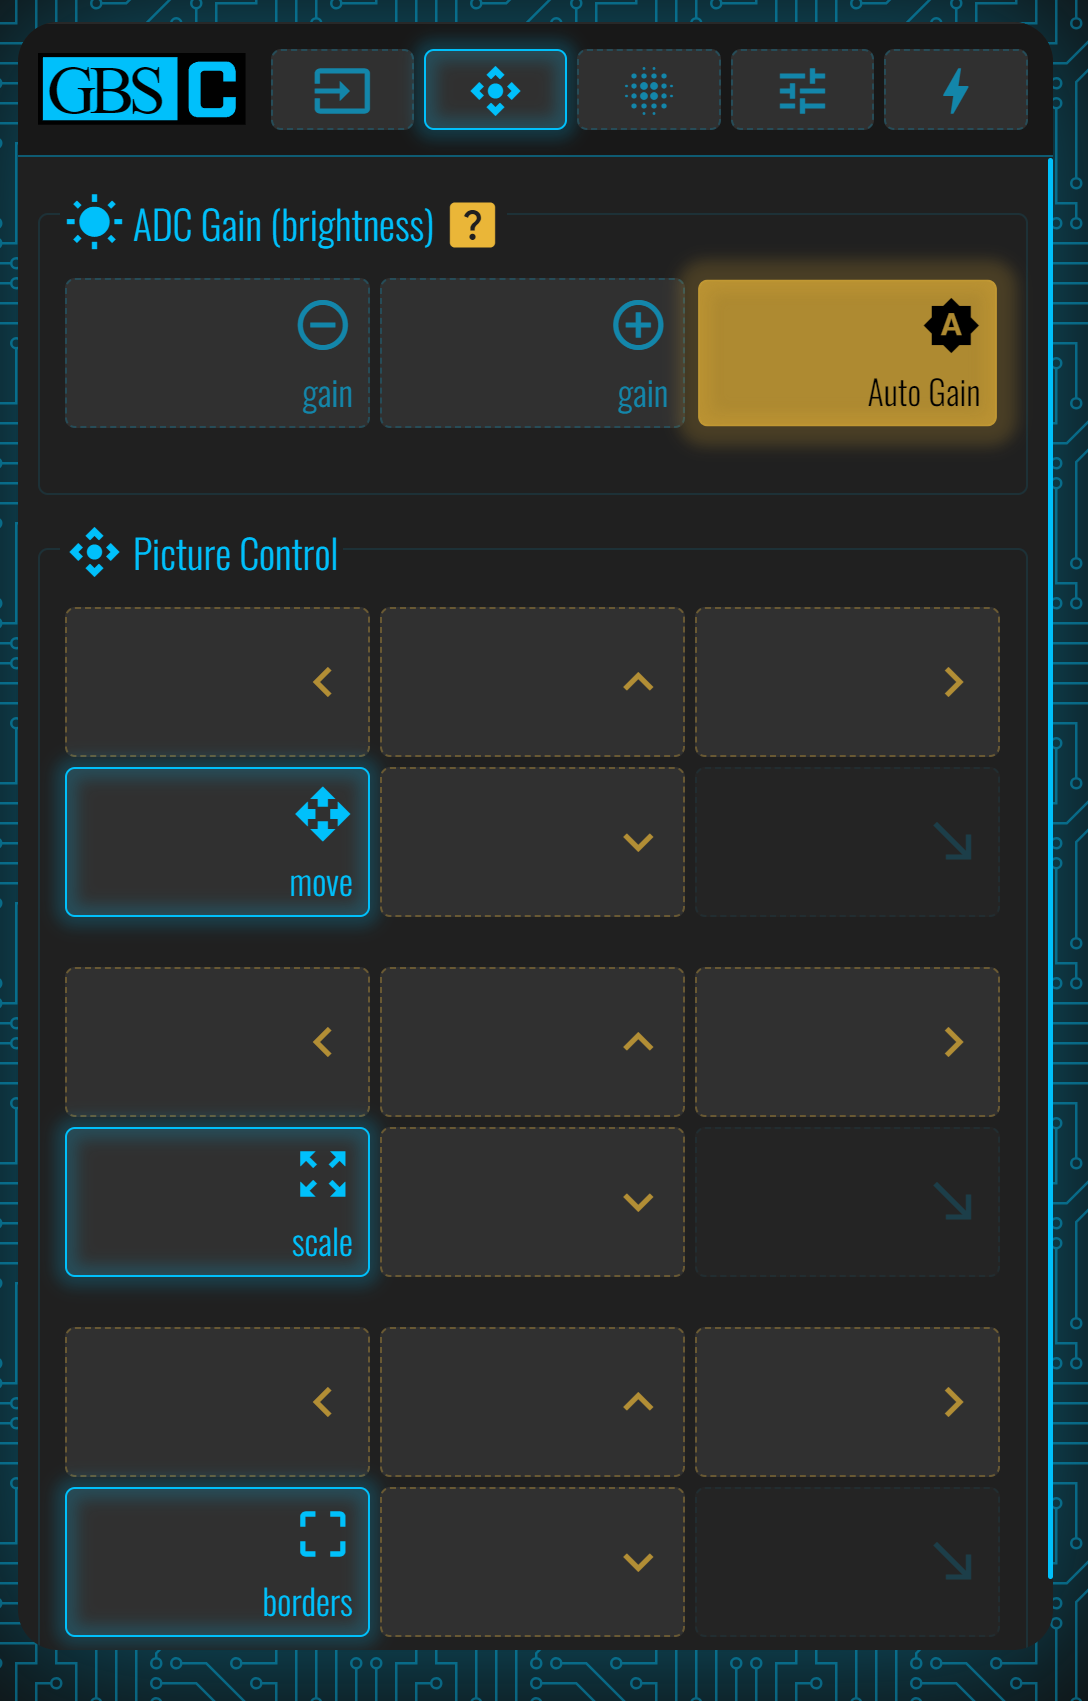 GBS C
ADC Gain (brightness) ?
gain
gain
A
Auto Gain
Picture Control
move
scale
borders